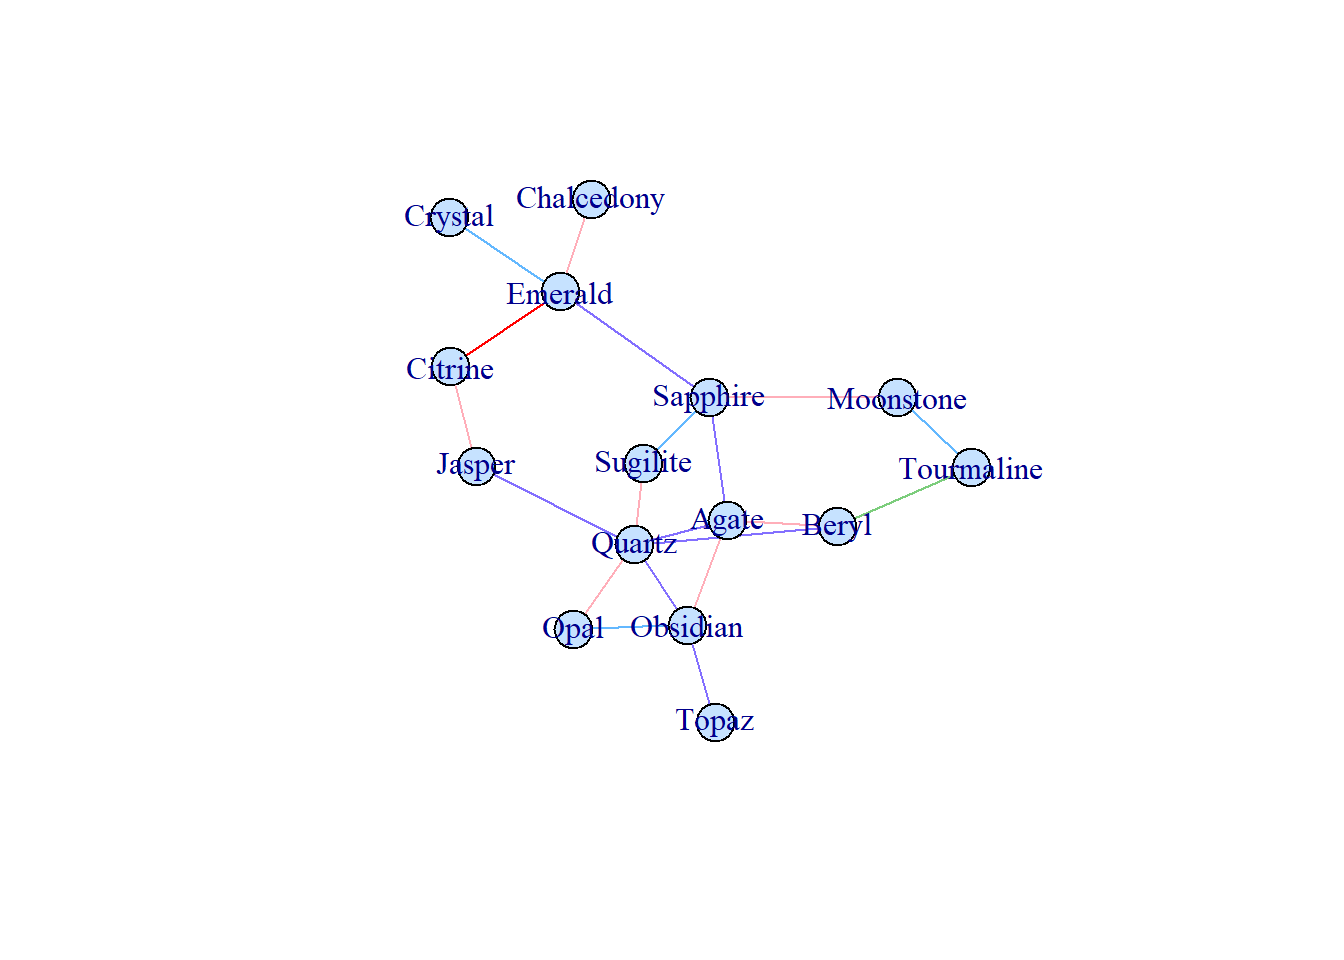 Chalcedony
Crystal
Emerald
Citrine
Sapphire
Moonstone
Jasper
Sugilite
Tourmaline
Agate
Beryl
Quartz
Opal
Obsidian
Topaz